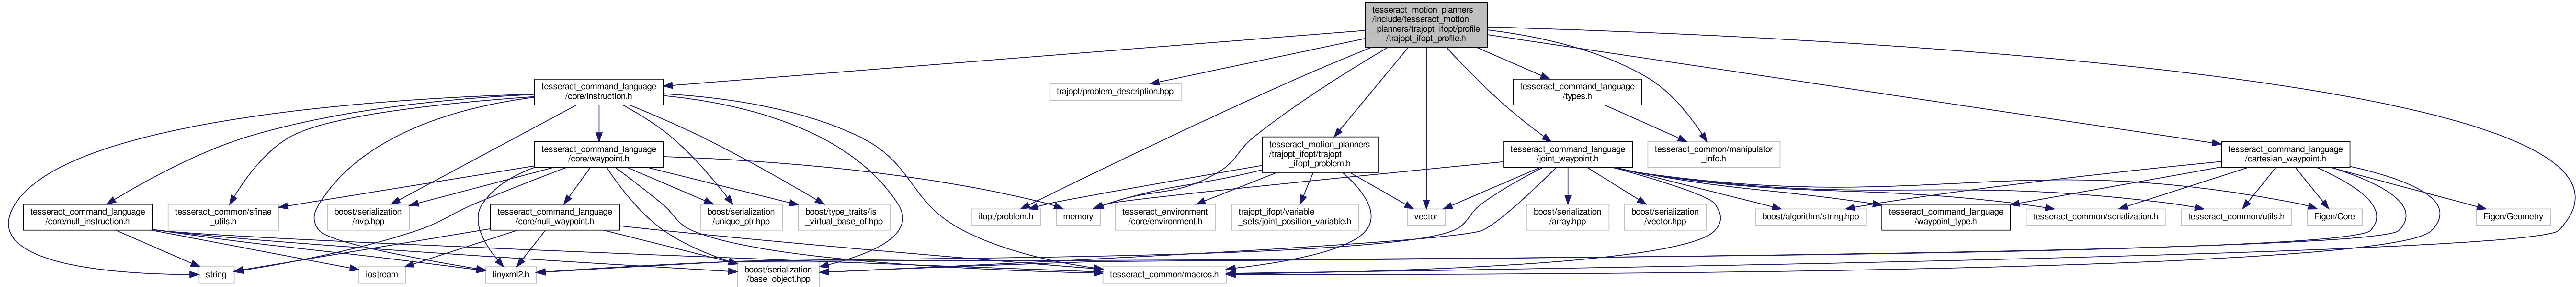 tesseract_motion_planners
/include/tesseract_motion
_planners/trajopt_ifopt/profile
/trajopt_ifopt_profile.h
tesseract_command_language
/core/instruction.h
trajopt/problem_description.hpp
tesseract_command_language
/types.h
tesseract_command_language
/core/waypoint.h
tesseract_motion_planners
/trajopt_ifopt/trajopt
_ifopt_problem.h
tesseract_command_language
/joint_waypoint.h
tesseract_common/manipulator
_info.h
tesseract_command_language
/cartesian_waypoint.h
tesseract_command_language
/core/null_instruction.h
tesseract_common/sfinae
_utils.h
boost/serialization
/nvp.hpp
tesseract_command_language
/core/null_waypoint.h
boost/serialization
/unique_ptr.hpp
boost/type_traits/is
_virtual_base_of.hpp
ifopt/problem.h
memory
tesseract_environment
/core/environment.h
trajopt_ifopt/variable
_sets/joint_position_variable.h
vector
boost/serialization
/array.hpp
boost/serialization
/vector.hpp
boost/algorithm/string.hpp
tesseract_command_language
/waypoint_type.h
tesseract_common/serialization.h
tesseract_common/utils.h
Eigen/Core
Eigen/Geometry
string
iostream
tinyxml2.h
boost/serialization
/base_object.hpp
tesseract_common/macros.h